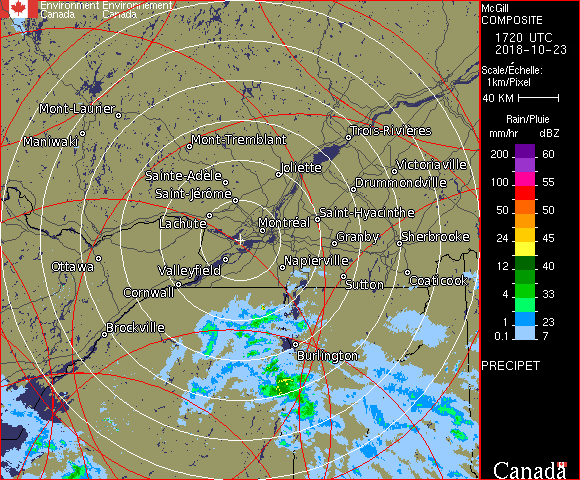 Environment Environnement
Canada Canada
McGill
COMPOSITE
1720 UTC
2018-10-23
Scale/Échelle:
1km/Pixel
40 KM
Rain/Pluie
mm/hr dBZ
200 60
100 55
50 50
24 45
12 40
4 33
1 23
0.1 7
PRECIPET
Canada
Mont-Laurier
Maniwaki
Mont-Tremblant
Trois-Rivières
Joliette
Victoriaville
Sainte-Adèle
Drummondville
Saint-Jérôme
Saint-Hyacinthe
Lachute
Montréal
Granby
Sherbrooke
Ottawa
Valleyfield
Napierville
Coaticook
Cornwall
Sutton
Brockville
Burlington